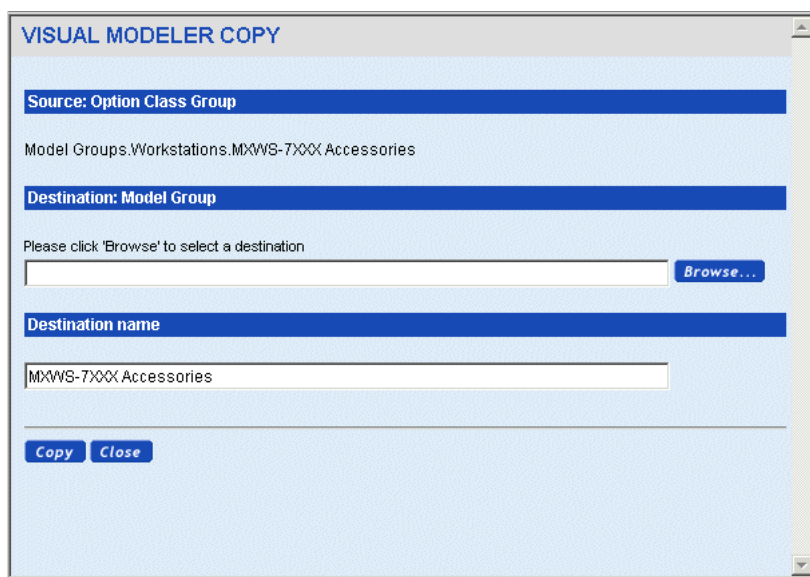 VISUAL MODELER COPY
Source: Option Class Group
Model Groups.Workstations.MXWS-7XXX Accessories
Destination: Model Group
Please click 'Browse' to select a destination
Browse...
Destination name
MXWS-7XXX Accessories
Copy Close